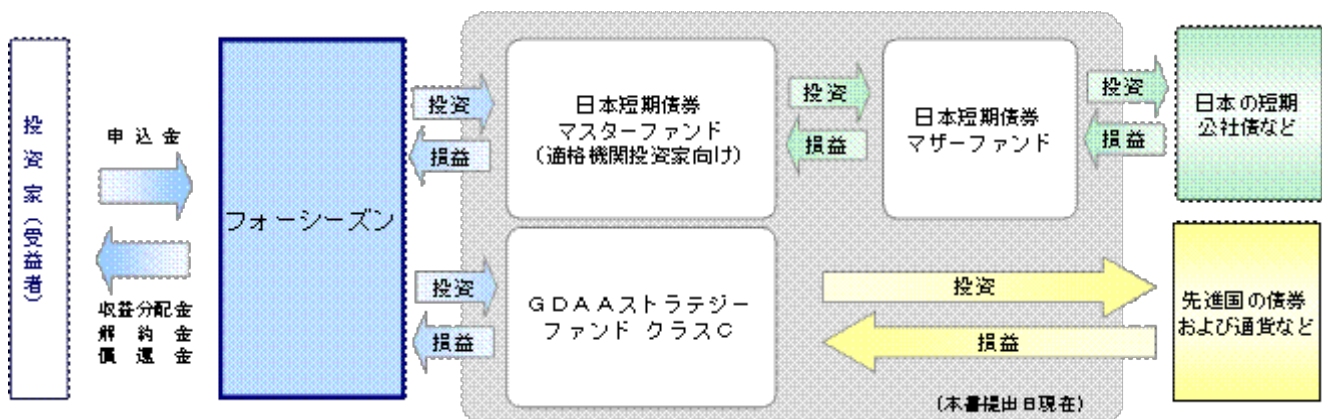 投資家(受益者)
申込金
収益分配金
解約金
償還金
フォーシーズン
投資
損益
日本短期債券
マスターファンド
(適格機関投資家向け)
投資
損益
日本短期債券
マザーファンド
投資
損益
日本の短期
公社債など
投資
損益
GDAAストラテジー
ファンド クラスC
投資
損益
先進国の債券
および通貨など
(本書提出日現在)